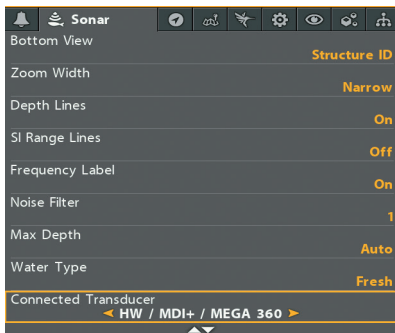 Sonar
Bottom View
Structure ID
Zoom Width
Narrow
Depth Lines
On
SI Range Lines
Off
Frequency Label
On
Noise Filter
1
Max Depth
Auto
Water Type
Fresh
Connected Transducer
HW / MDI+ / MEGA 360